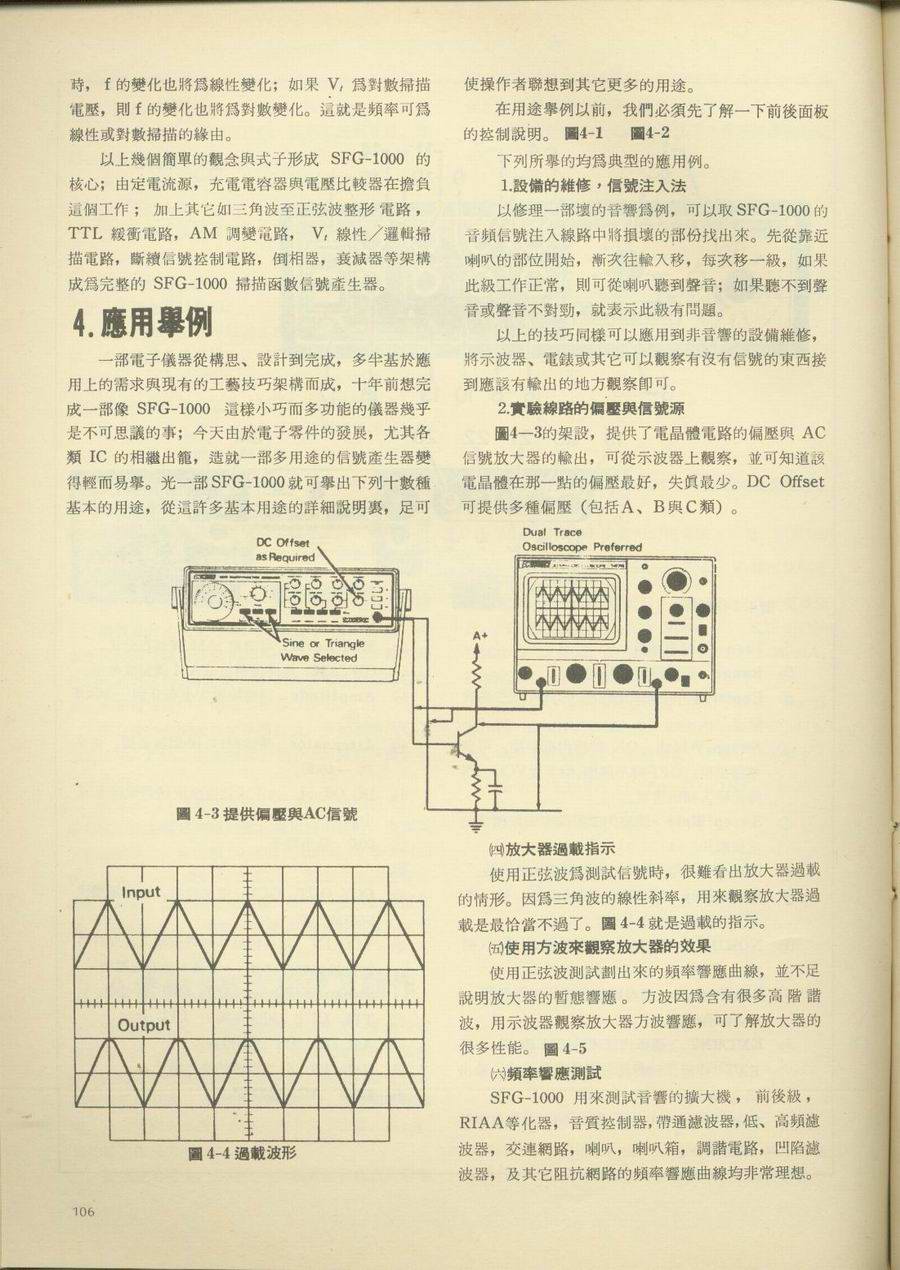 時，f 的變化也將爲線性變化；如果 Vf 爲對數掃描
電壓，則 f 的變化也將爲對數變化。這就是頻率可爲
線性或對數掃描的緣由。
以上幾個簡單的觀念與式子形成 SFG-1000 的
核心；由定電流源，充電電容器與電壓比較器在擔負
這個工作； 加上其它如三角波至正弦波整形電路，
TTL 緩衝電路，AM 調變電路， Vf 線性／邏輯掃
描電路，斷續信號控制電路，倒相器，衰減器等架構
成爲完整的 SFG-1000 掃描函數信號產生器。
4.應用舉例
一部電子儀器從構思、設計到完成，多半基於應
用上的需求與現有的工藝技巧架構而成，十年前想完
成一部像 SFG-1000 這樣小巧而多功能的儀器幾乎
是不可思議的事；今天由於電子零件的發展，尤其各
類 IC 的相繼出籠，造就一部多用途的信號產生器變
得輕而易舉。光一部SFG-1000就可舉出下列十數種
基本的用途，從這許多基本用途的詳細說明裏，足可
使操作者聯想到其它更多的用途。
在用途舉例以前，我們必須先了解一下前後面板
的控制說明。 圖4-1 圖4-2
下列所舉的均爲典型的應用例。
1.設備的維修，信號注入法
以修理一部壞的音響爲例，可以取SFG-1000的
音頻信號注入線路中將損壞的部份找出來。先從靠近
喇叭的部位開始，漸次往輸入移，每次移一級，如果
此級工作正常，則可從喇叭聽到聲音；如果聽不到聲
音或聲音不對勁，就表示此級有問題。
以上的技巧同樣可以應用到非音響的設備維修，
將示波器、電錶或其它可以觀察有沒有信號的東西接
到應該有輸出的地方觀察卽可。
2.實驗線路的偏壓與信號源
圖4—3的架設，提供了電晶體電路的偏壓與 AC
信號放大器的輸出，可從示波器上觀察，並可知道該
電晶體在那一點的偏壓最好，失眞最少。DC Offset
可提供多種偏壓（包括A、B與C類）。
DC Offset
as Required
Sine or Triangle
Wave Selected
Dual Trace
Oscilloscope Preferred
A+
圖 4-3 提供偏壓與AC信號
Input
Output
圖 4-4 過載波形
㈣放大器過載指示
使用正弦波爲測試信號時，很難看出放大器過載
的情形。因爲三角波的線性斜率，用來觀察放大器過
載是最恰當不過了。圖 4-4 就是過載的指示。
㈤使用方波來觀察放大器的效果
使用正弦波測試劃出來的頻率響應曲線，並不足
說明放大器的暫態響應。 方波因爲含有很多高 階 諧
波，用示波器觀察放大器方波響應，可了解放大器的
很多性能。 圖 4-5
㈥頻率響應測試
SFG-1000 用來測試音響的擴大機， 前後級，
RIAA等化器，音質控制器，帶通濾波器，低、高頻濾
波器，交連網路，喇叭，喇叭箱，調諧電路，凹陷濾
波器，及其它阻抗網路的頻率響應曲線均非常理想。
106